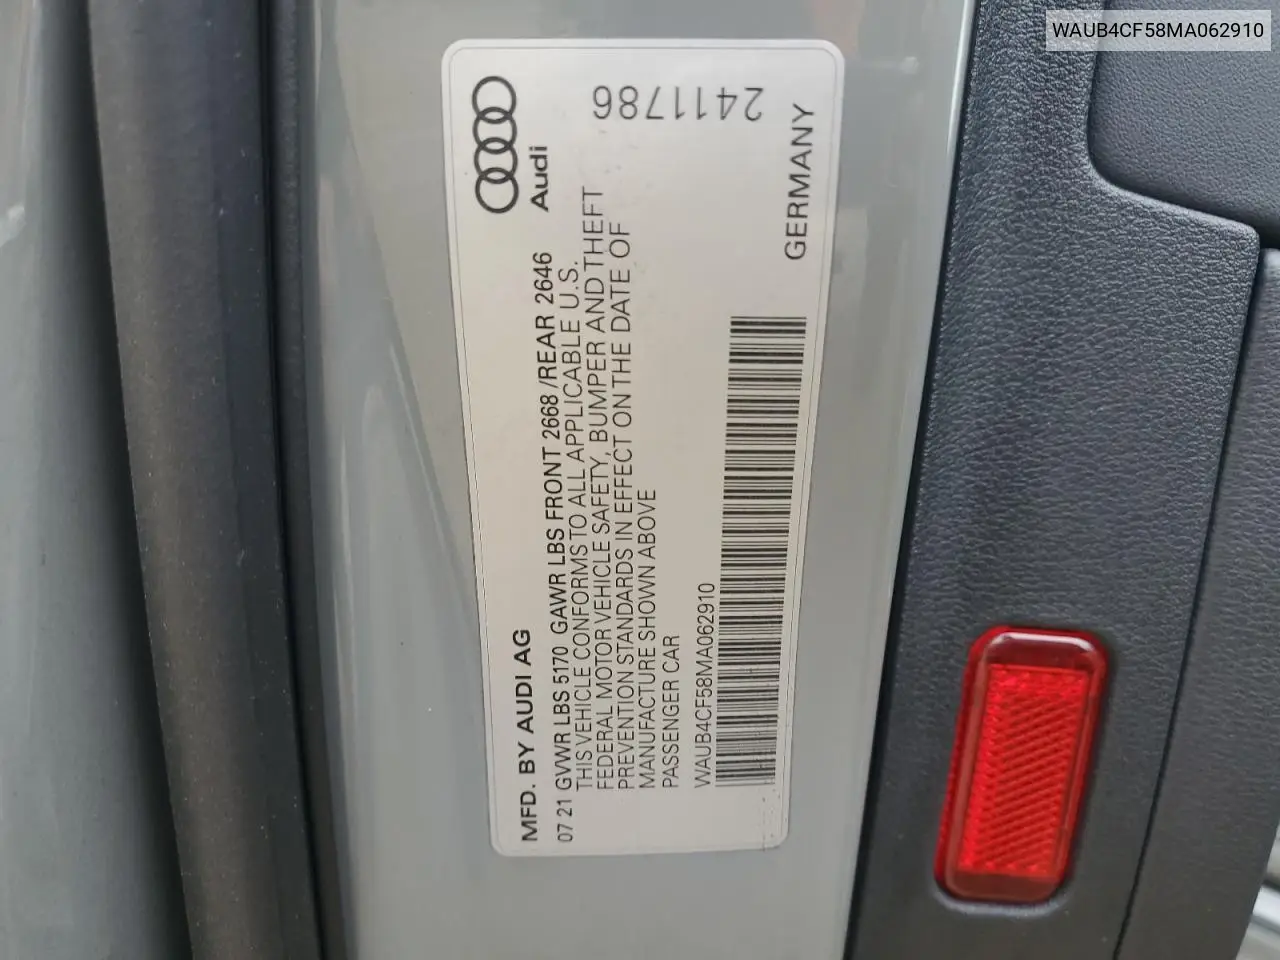 WAUB4CF58MA062910
Audi
2411786
GERMANY
MFD. BY AUDI AG
07 21 GVWR LBS 5170 GAWR LBS FRONT 2668 /REAR 2646
THIS VEHICLE CONFORMS TO ALL APPLICABLE U.S.
FEDERAL MOTOR VEHICLE SAFETY, BUMPER AND THEFT
PREVENTION STANDARDS IN EFFECT ON THE DATE OF
MANUFACTURE SHOWN ABOVE
PASSENGER CAR
WAUB4CF58MA062910